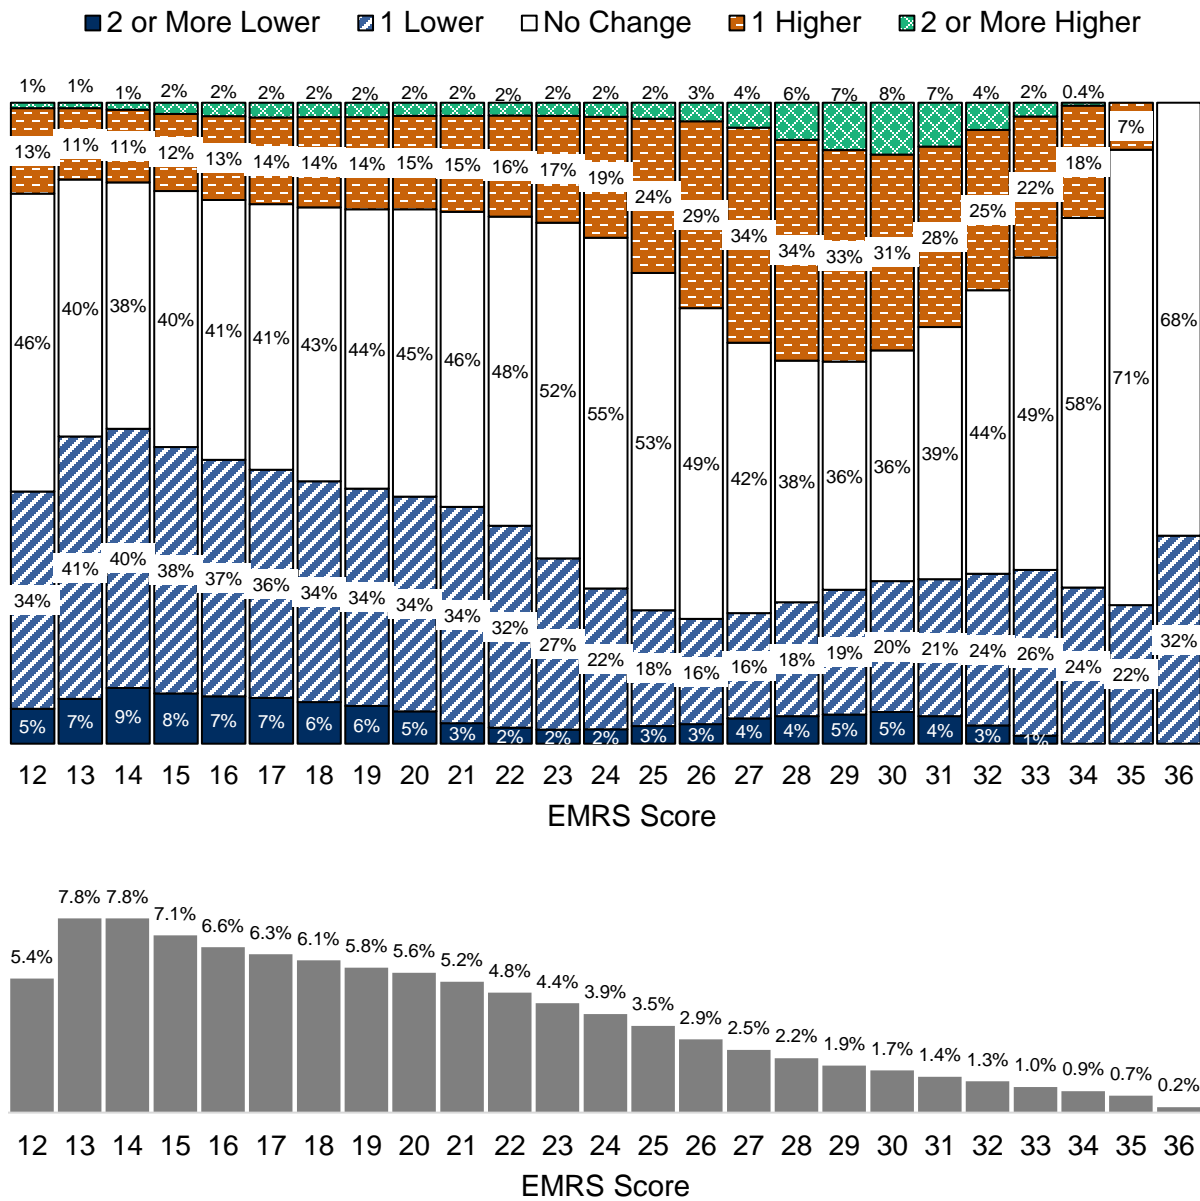 2 or More Lower 1 Lower No Change 1 Higher 2 or More Higher
1% 1% 1% 2% 2% 2% 2% 2% 2% 2% 2% 2% 2% 2% 3% 4% 6% 7% 8% 7% 4% 2% 0.4%
13% 11% 11% 12% 13% 14% 14% 14% 15% 15% 16% 17% 19% 24% 29% 34% 34% 33% 31% 28% 25% 22% 18% 7%
46% 40% 38% 40% 41% 41% 43% 44% 45% 46% 48% 52% 55% 53% 49% 42% 38% 36% 36% 39% 44% 49% 58% 71% 68%
34% 41% 40% 38% 37% 36% 34% 34% 34% 34% 32% 27% 22% 18% 16% 16% 18% 19% 20% 21% 24% 26% 24% 22% 32%
5% 7% 9% 8% 7% 7% 6% 6% 5% 3% 2% 2% 2% 3% 3% 4% 4% 5% 5% 4% 3% 1%
12 13 14 15 16 17 18 19 20 21 22 23 24 25 26 27 28 29 30 31 32 33 34 35 36
EMRS Score
5.4% 7.8% 7.8% 7.1% 6.6% 6.3% 6.1% 5.8% 5.6% 5.2% 4.8% 4.4% 3.9% 3.5% 2.9% 2.5% 2.2% 1.9% 1.7% 1.4% 1.3% 1.0% 0.9% 0.7% 0.2%
12 13 14 15 16 17 18 19 20 21 22 23 24 25 26 27 28 29 30 31 32 33 34 35 36
EMRS Score